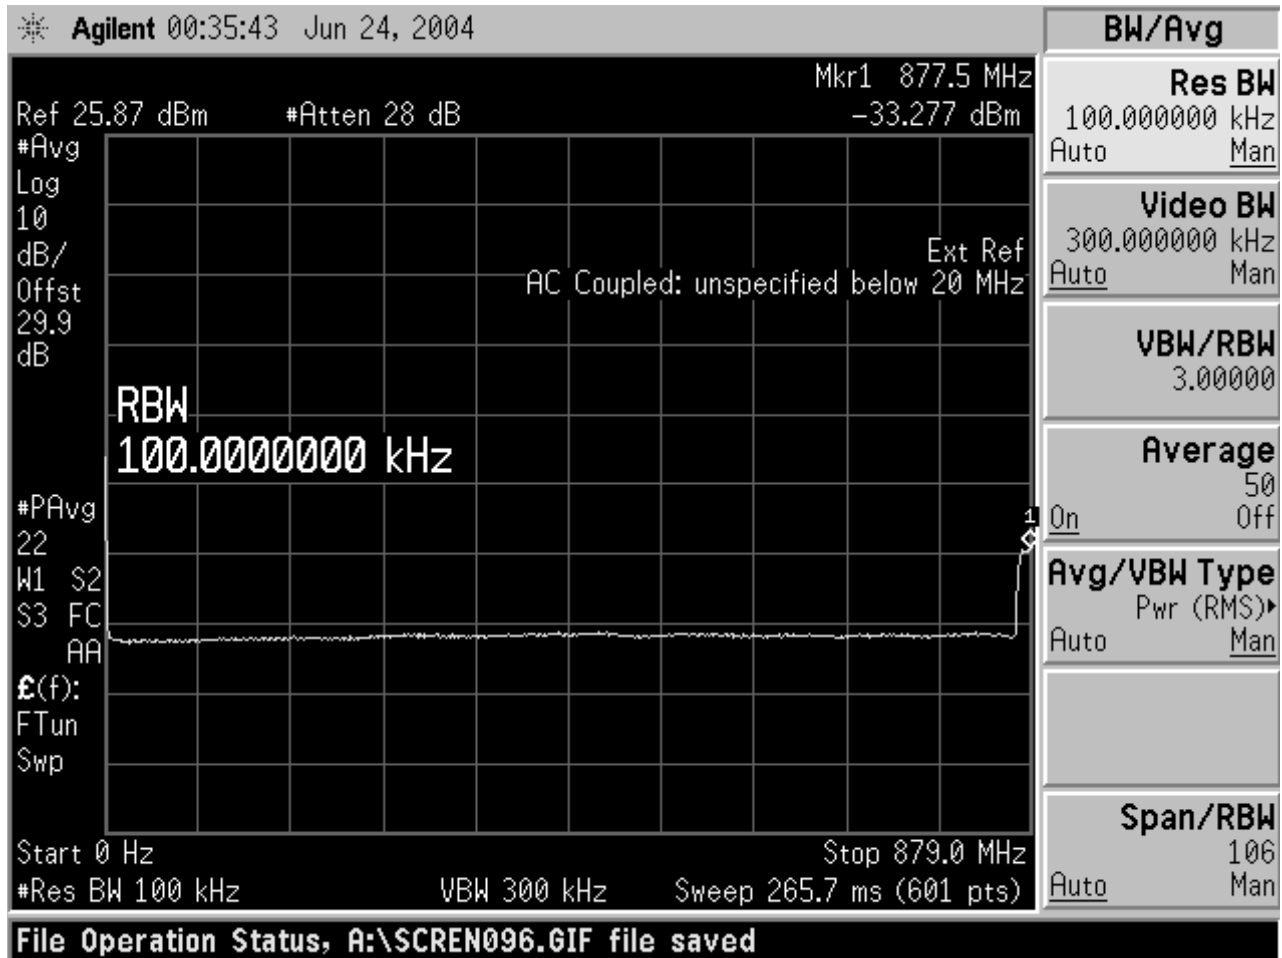 Agilent 00:35:43 Jun 24, 2004
BW/Avg
Mkr1 877.5 MHz
Ref 25.87 dBm #Atten 28 dB -33.277 dBm
#Avg
Log
10
dB/
Offst
29.9
dB
Ext Ref
AC Coupled: unspecified below 20 MHz
RBW
100.0000000 kHz
1
#PAvg
22
W1 S2
S3 FC
AA
£(f):
FTun
Swp
Start 0 Hz Stop 879.0 MHz
#Res BW 100 kHz VBW 300 kHz Sweep 265.7 ms (601 pts)
Res BW
100.000000 kHz
Auto Man
Video BW
300.000000 kHz
Auto Man
VBW/RBW
3.00000
Average
50
On Off
Avg/VBW Type
Pwr (RMS)▸
Auto Man
Span/RBW
106
Auto Man
File Operation Status, A:\SCREN096.GIF file saved